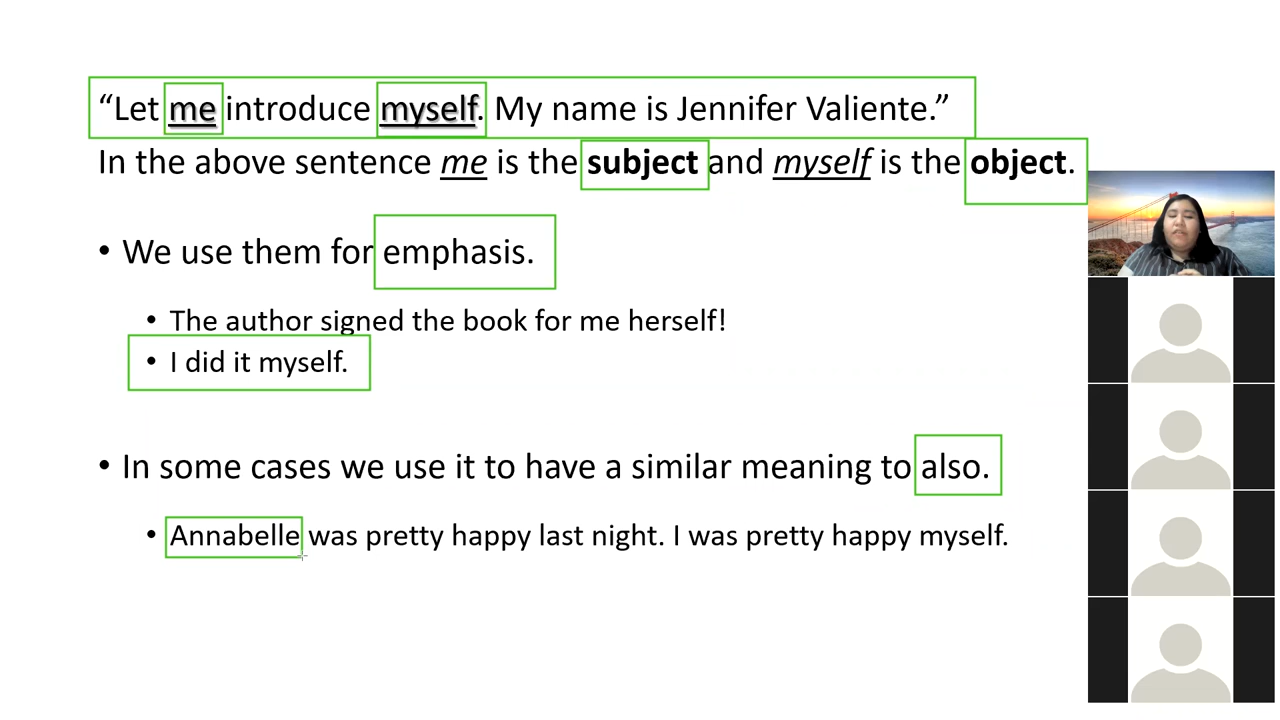 “Let me introduce myself. My name is Jennifer Valiente.”
In the above sentence me is the subject and myself is the object.
• We use them for emphasis.
• The author signed the book for me herself!
• I did it myself.
• In some cases we use it to have a similar meaning to also.
• Annabelle was pretty happy last night. I was pretty happy myself.